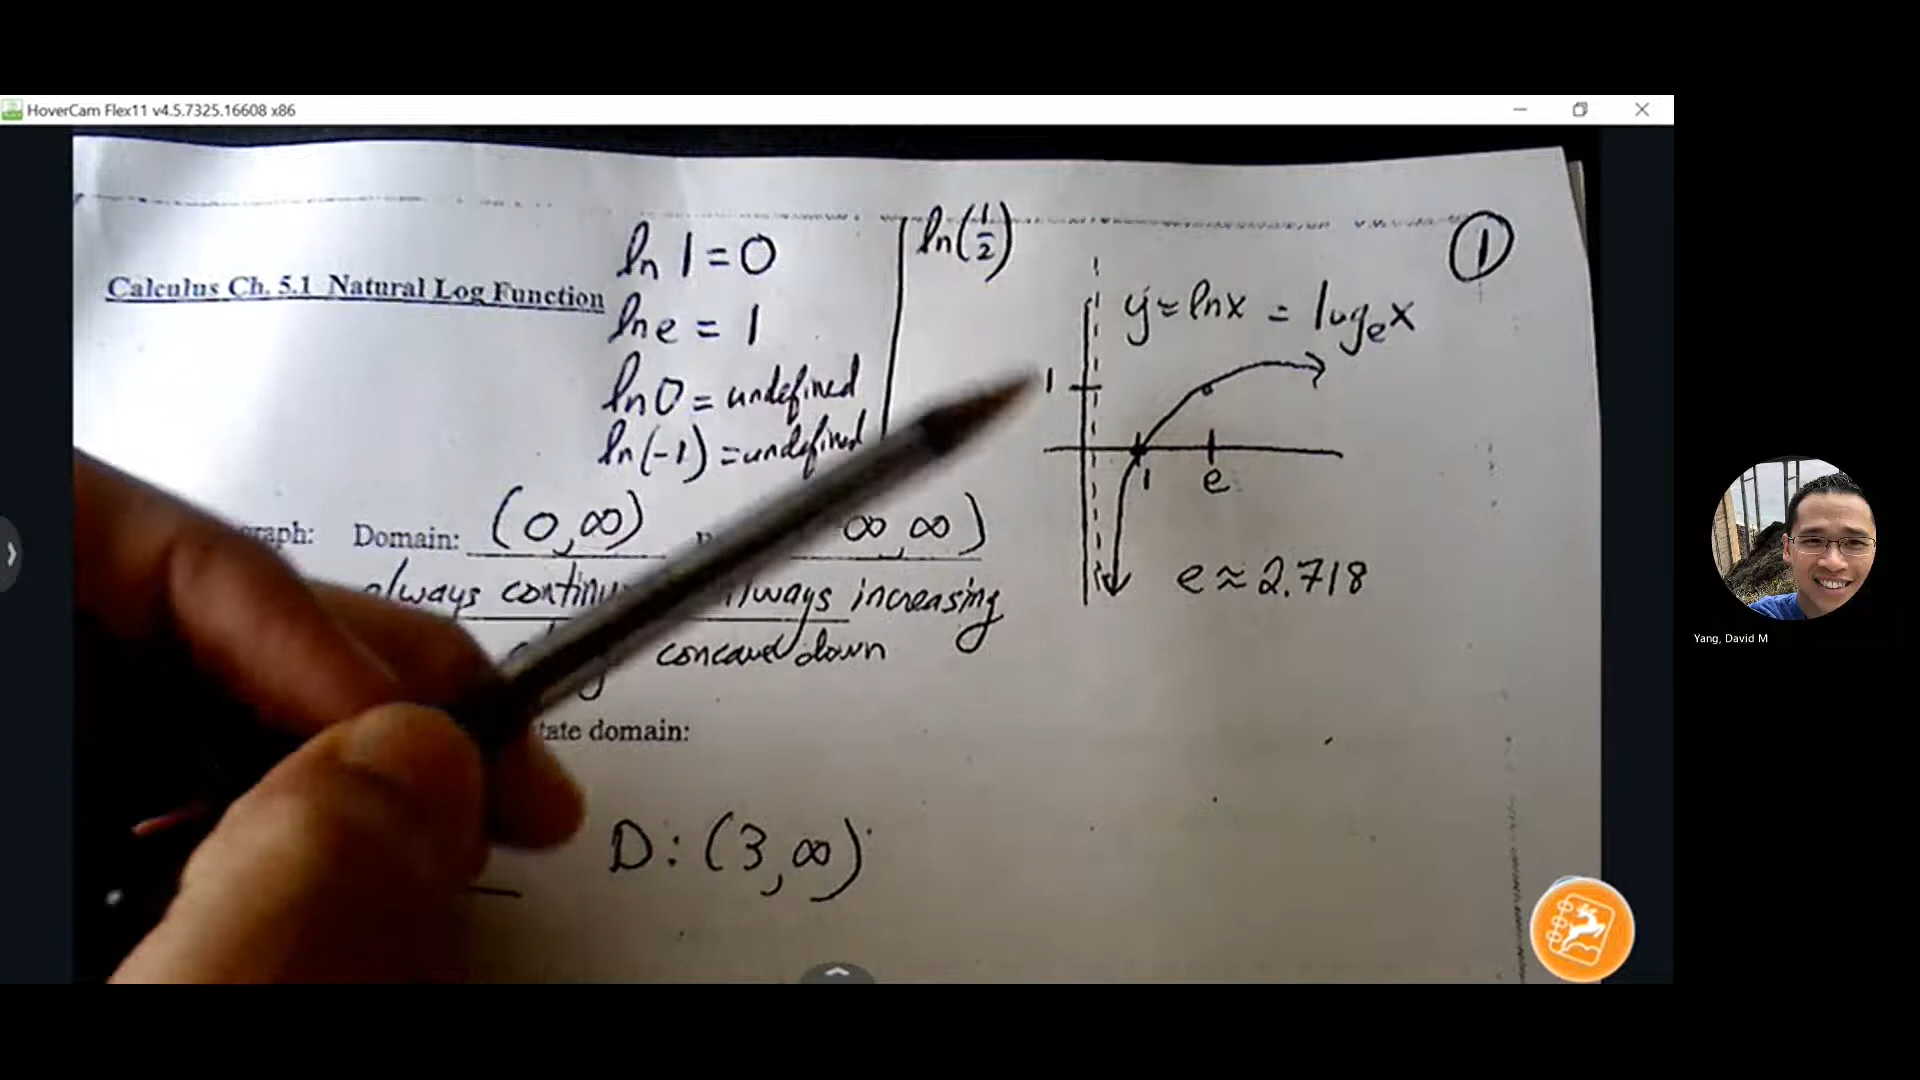 HoverCam Flex11 v4.5.7325.16608 x86
Calculus Ch. 5.1 Natural Log Function
ln 1 = 0
ln e = 1
ln 0 = undefined
ln(-1) = undefined
ln(1/2)
1
y = ln x = log_e x
1
1 e
e ≈ 2.718
Domain: (0, ∞) ∞, ∞)
always always increasing
concave down
domain:
D: (3, ∞)
Yang, David M